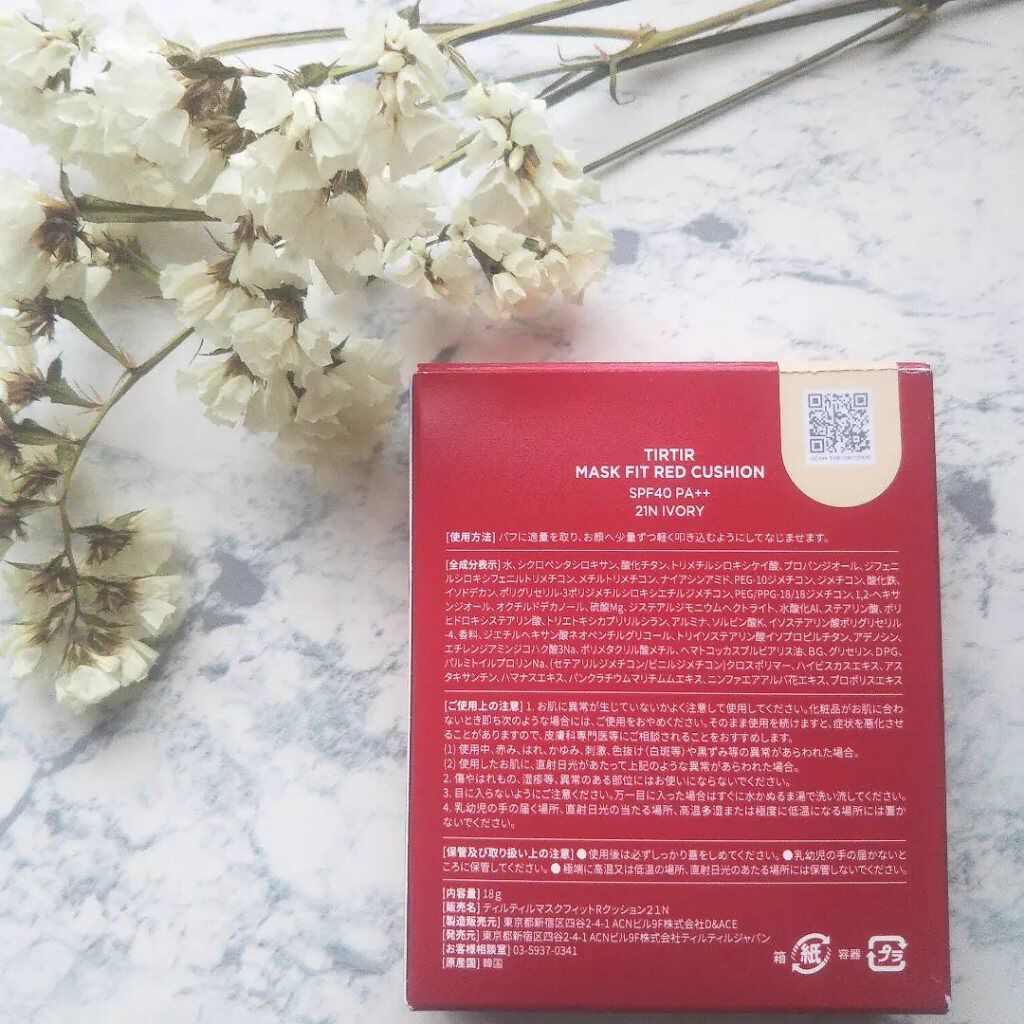 SCAN THE QR CODE
TIRTIR
MASK FIT RED CUSHION
SPF40 PA++
21N IVORY
[使用方法] パフに適量を取り、お顔へ少量ずつ軽く叩き込むようにしてなじませます。
[全成分表示] 水、シクロペンタシロキサン、酸化チタン、トリメチルシロキシケイ酸、プロパンジオール、ジフェニ
ルシロキシフェニルトリメチコン、メチルトリメチコン、ナイアシンアミド、PEG-10ジメチコン、ジメチコン、酸化鉄、
イソドデカン、ポリグリセリル-3ポリジメチルシロキシエチルジメチコン、PEG/PPG-18/18ジメチコン、1,2-ヘキサ
ンジオール、オクチルドデカノール、硫酸Mg、ジステアルジモニウムヘクトライト、水酸化Al、ステアリン酸、ポリ
ヒドロキシステアリン酸、トリエトキシカプリリルシラン、アルミナ、ソルビン酸K、イソステアリン酸ポリグリセリル
-4、香料、ジエチルヘキサン酸ネオペンチルグリコール、トリイソステアリン酸イソプロピルチタン、アデノシン、
エチレンジアミンジコハク酸3Na、ポリメタクリル酸メチル、ヘマトコッカスプルビアリス油、BG、グリセリン、DPG、
パルミトイルプロリンNa、(セテアリルジメチコン/ビニルジメチコン)クロスポリマー、ハイビスカスエキス、アス
タキサンチン、ハマナスエキス、パンクラチウムマリチムムエキス、ニンファエアアルバ花エキス、プロポリスエキス
[ご使用上の注意] 1. お肌に異常が生じていないかよく注意して使用してください。化粧品がお肌に合わ
ないとき即ち次のような場合には、ご使用をおやめください。そのまま使用を続けますと、症状を悪化させ
ることがありますので、皮膚科専門医等にご相談されることをおすすめします。
(1) 使用中、赤み、はれ、かゆみ、刺激、色抜け(白斑等)や黒ずみ等の異常があらわれた場合。
(2) 使用したお肌に、直射日光があたって上記のような異常があらわれた場合。
2. 傷やはれもの、湿疹等、異常のある部位にはお使いにならないでください。
3. 目に入らないようにご注意ください。万一目に入った場合はすぐに水かぬるま湯で洗い流してください。
4. 乳幼児の手の届く場所、直射日光の当たる場所、高温多湿または極度に低温になる場所には置か
ないでください。
[保管及び取り扱い上の注意] ●使用後は必ずしっかり蓋をしめてください。●乳幼児の手の届かないと
ころに保管してください。●極端に高温又は低温の場所、直射日光のあたる場所には保管しないでください。
[内容量] 18g
[販売名] ティルティルマスクフィットRクッション21N
[製造販売元] 東京都新宿区四谷2-4-1 ACNビル9F株式会社D&ACE
[発売元] 東京都新宿区四谷2-4-1 ACNビル9F株式会社ティルティルジャパン
[お客様相談室] 03-5937-0341
[原産国] 韓国
箱 紙 容器 プラ